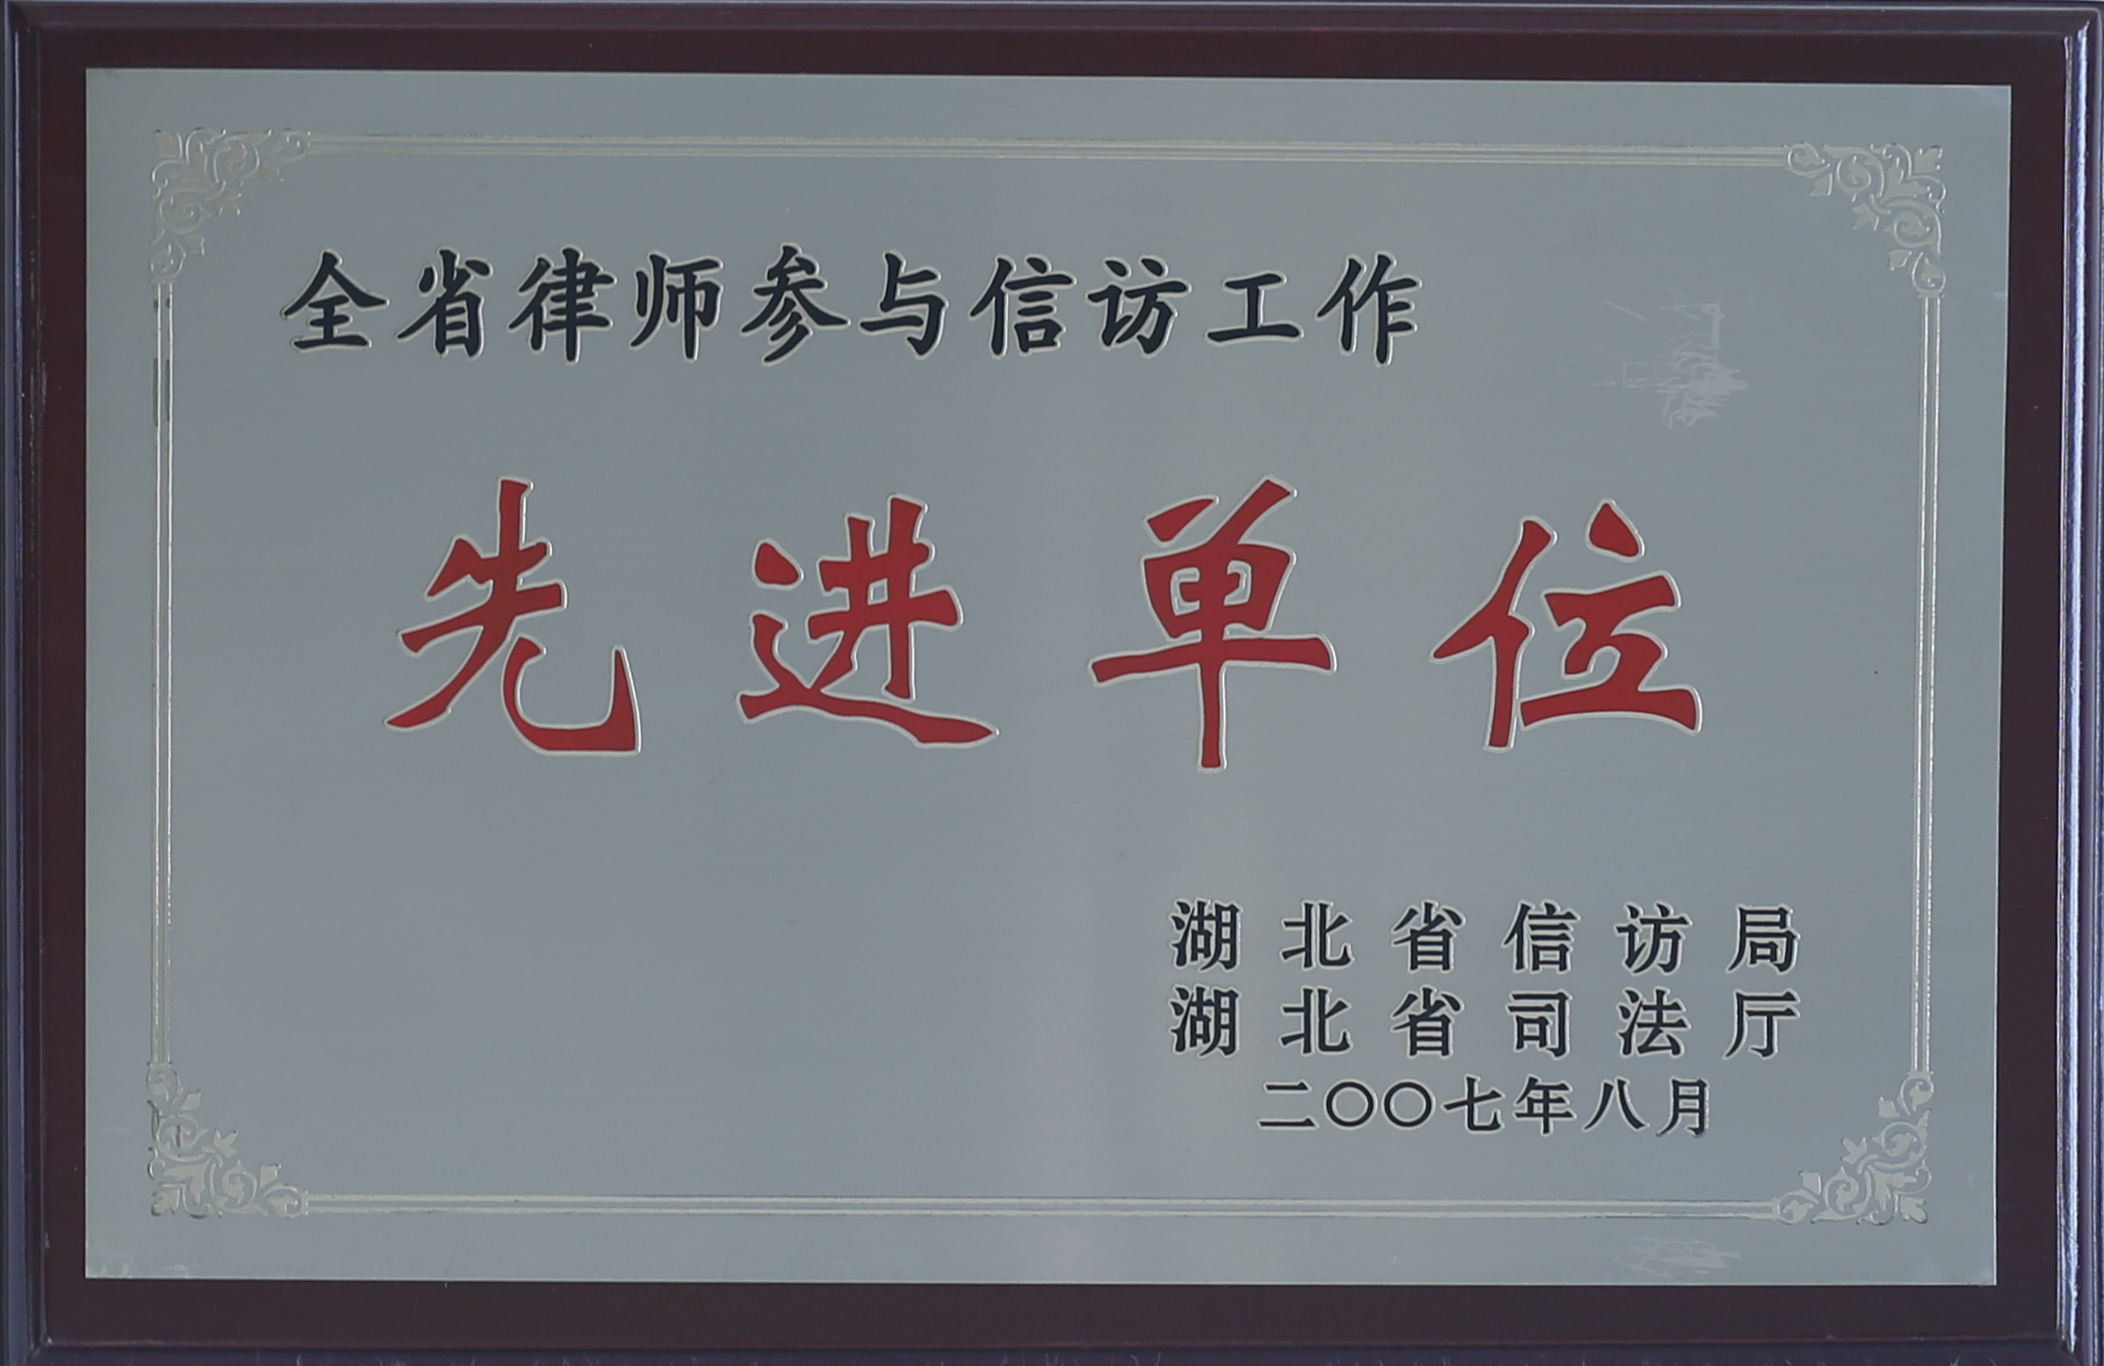 全省律师参与信访工作
先进单位
湖北省信访局
湖北省司法厅
二〇〇七年八月